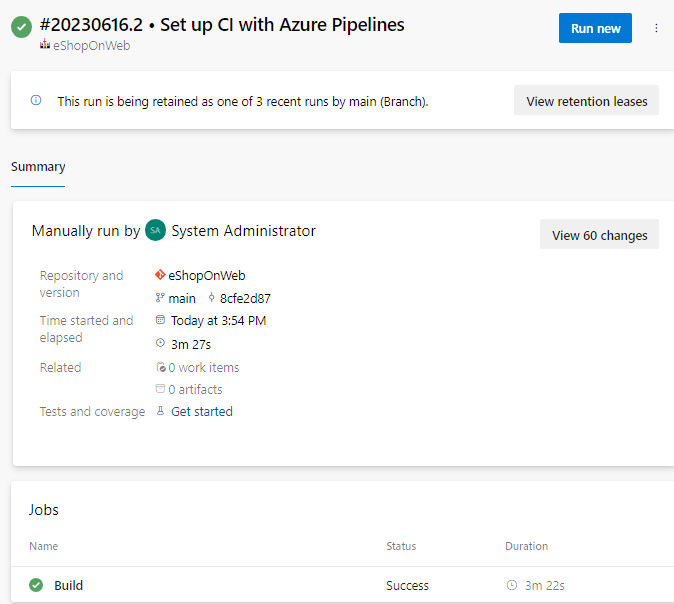 #20230616.2 • Set up CI with Azure Pipelines
Run new
eShopOnWeb
This run is being retained as one of 3 recent runs by main (Branch).
View retention leases
Summary
Manually run by SA System Administrator
View 60 changes
Repository and
version
eShopOnWeb
main 8cfe2d87
Time started and
elapsed
Today at 3:54 PM
3m 27s
Related
0 work items
0 artifacts
Tests and coverage
Get started
Jobs
Name Status Duration
Build Success 3m 22s